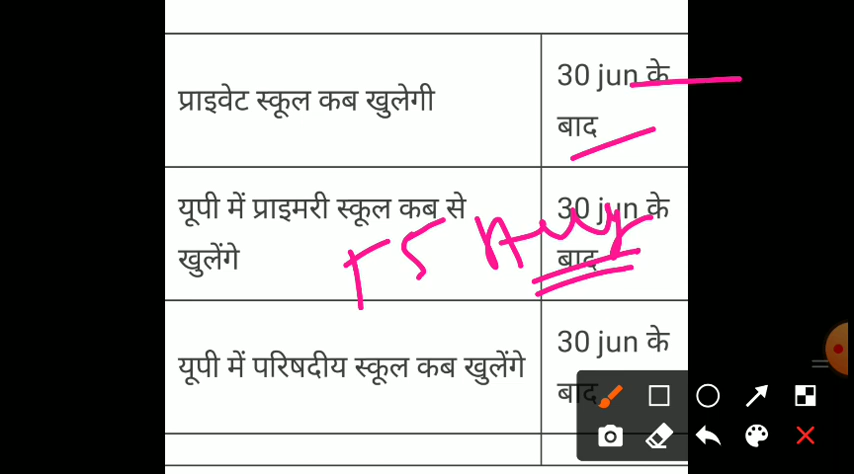 प्राइवेट स्कूल कब खुलेगी
30 jun के
बाद
यूपी में प्राइमरी स्कूल कब से
खुलेंगे
30 jun के
बाद
15 Aug
यूपी में परिषदीय स्कूल कब खुलेंगे
30 jun के
बाद